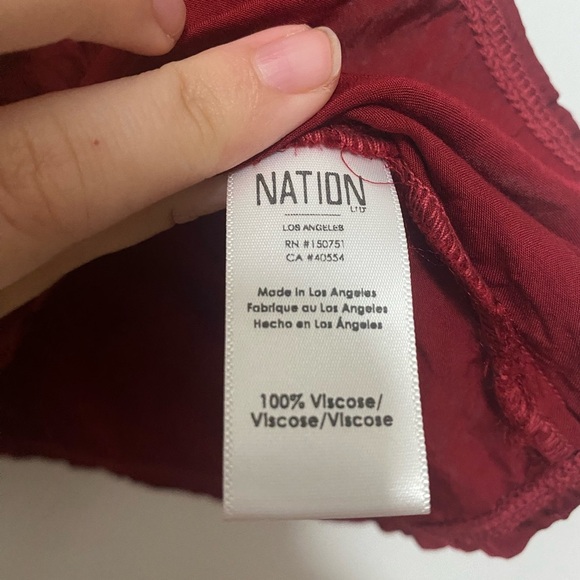 NATION
LTD
LOS ANGELES
RN #150751
CA #40554
Made in Los Angeles
Fabrique au Los Angeles
Hecho en Los Ángeles
100% Viscose/
Viscose/Viscose